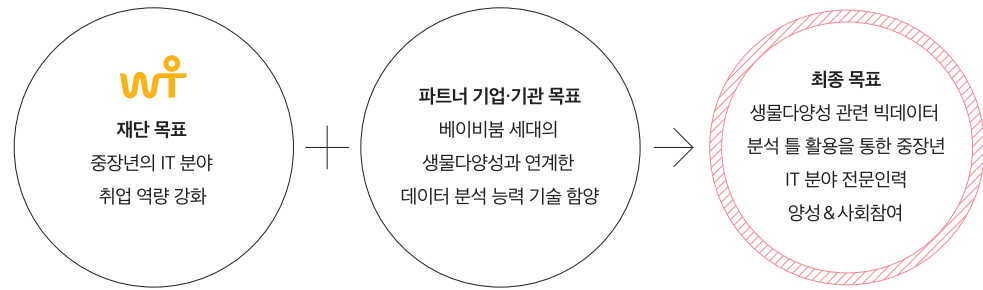 WT
재단 목표
중장년의 IT 분야
취업 역량 강화
파트너 기업·기관 목표
베이비붐 세대의
생물다양성과 연계한
데이터 분석 능력 기술 함양
최종 목표
생물다양성 관련 빅데이터
분석 틀 활용을 통한 중장년
IT 분야 전문인력
양성 & 사회참여